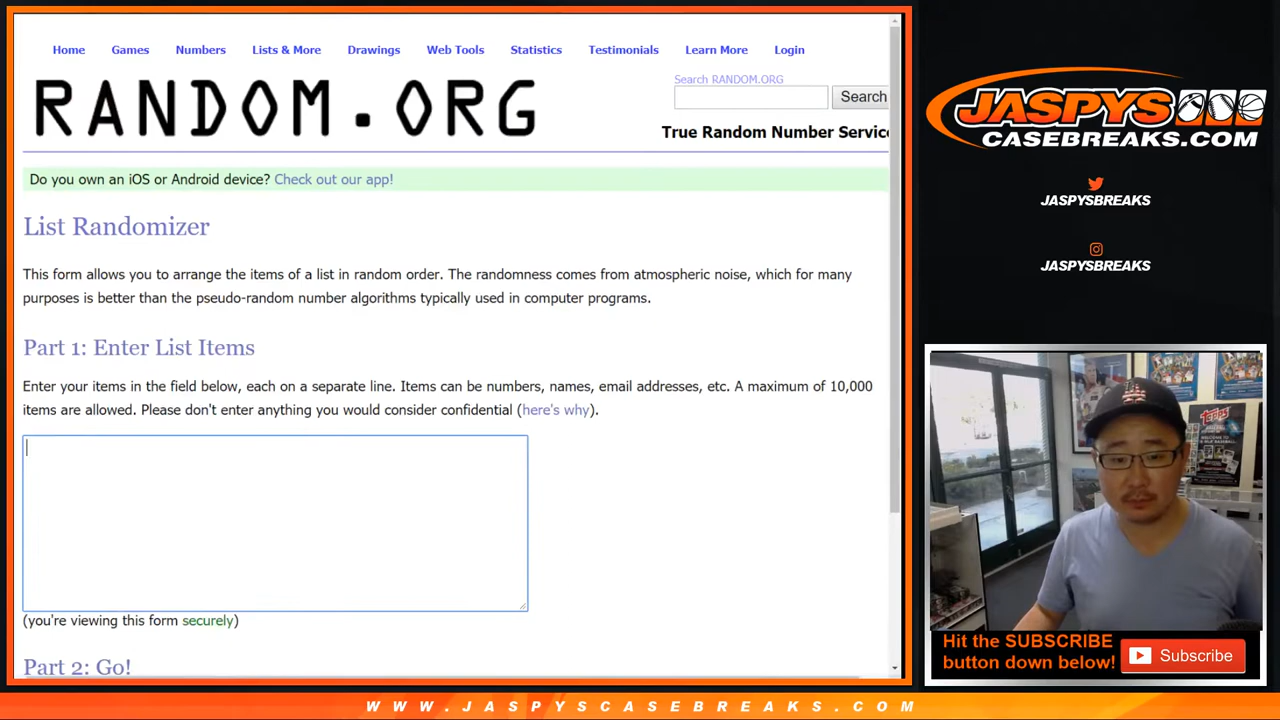 Home Games Numbers Lists & More Drawings Web Tools Statistics Testimonials Learn More Login
RANDOM.ORG
Search RANDOM.ORG
Search
True Random Number Service
Do you own an iOS or Android device? Check out our app!
List Randomizer
This form allows you to arrange the items of a list in random order. The randomness comes from atmospheric noise, which for many
purposes is better than the pseudo-random number algorithms typically used in computer programs.
Part 1: Enter List Items
Enter your items in the field below, each on a separate line. Items can be numbers, names, email addresses, etc. A maximum of 10,000
items are allowed. Please don't enter anything you would consider confidential (here's why).
(you're viewing this form securely)
Part 2: Go!
JASPYS
CASEBREAKS.COM
JASPYSBREAKS
JASPYSBREAKS
Topps
Hit the SUBSCRIBE
button down below!
Subscribe
WWW.JASPYSCASEBREAKS.COM